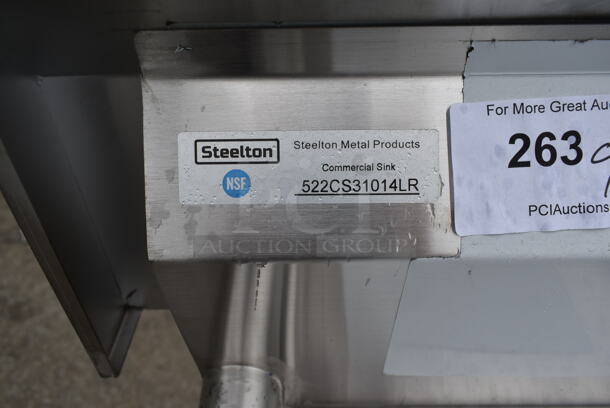 Steelton
Steelton Metal Products
Commercial Sink
NSF
522CS31014LR
PCI
AUCTION GROUP
For More Great Au
263
PCIAuctions